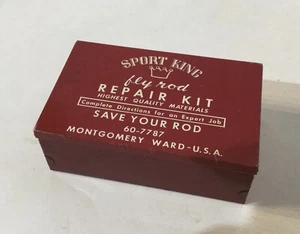 SPORT KING
fly rod
REPAIR KIT
HIGHEST QUALITY MATERIALS
Complete Directions for an Expert Job
SAVE YOUR ROD
60-7787
MONTGOMERY WARD-U.S.A.